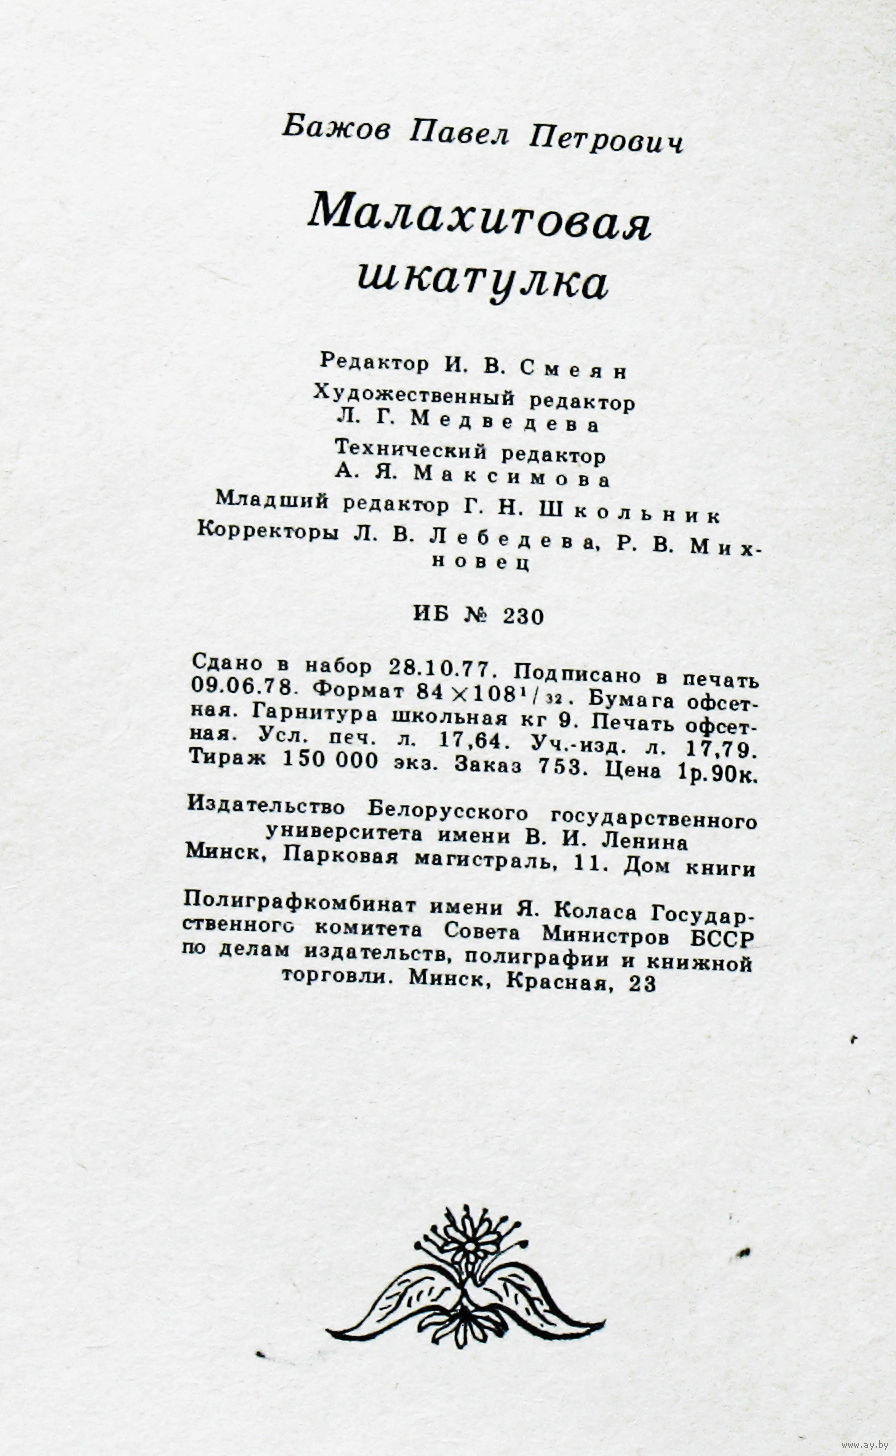 Бажов Павел Петрович
Малахитовая
шкатулка
Редактор И. В. Смеян
Художественный редактор
Л. Г. Медведева
Технический редактор
А. Я. Максимова
Младший редактор Г. Н. Школьник
Корректоры Л. В. Лебедева, Р. В. Мих-
новец
ИБ № 230
Сдано в набор 28.10.77. Подписано в печать
09.06.78. Формат 84×108¹/₃₂. Бумага офсет-
ная. Гарнитура школьная кг 9. Печать офсет-
ная. Усл. печ. л. 17,64. Уч.-изд. л. 17,79.
Тираж 150 000 экз. Заказ 753. Цена 1р.90к.
Издательство Белорусского государственного
университета имени В. И. Ленина
Минск, Парковая магистраль, 11. Дом книги
Полиграфкомбинат имени Я. Коласа Государ-
ственного комитета Совета Министров БССР
по делам издательств, полиграфии и книжной
торговли. Минск, Красная, 23
www.ay.by